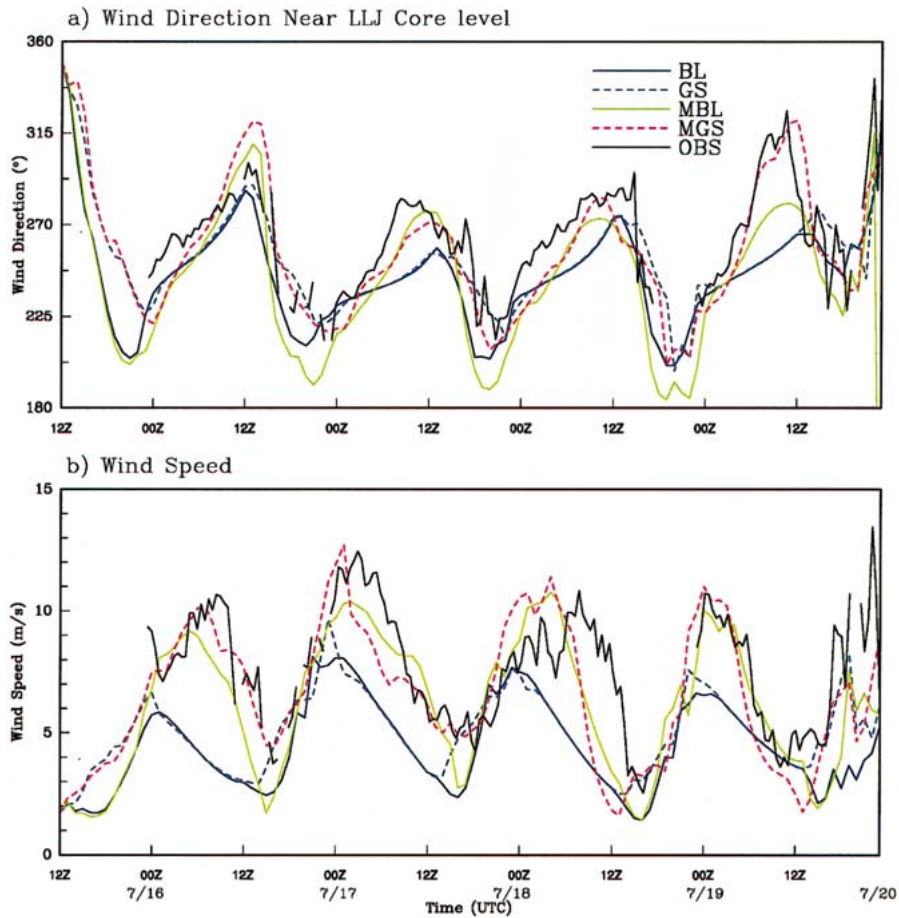 a) Wind Direction Near LLJ Core level
360
315
270
225
180
Wind Direction (°)
BL
GS
MBL
MGS
OBS
12Z 00Z 12Z 00Z 12Z 00Z 12Z 00Z 12Z
b) Wind Speed
15
10
5
0
Wind Speed (m/s)
12Z 00Z 12Z 00Z 12Z 00Z 12Z 00Z 12Z
7/16 7/17 7/18 7/19 7/20
Time (UTC)